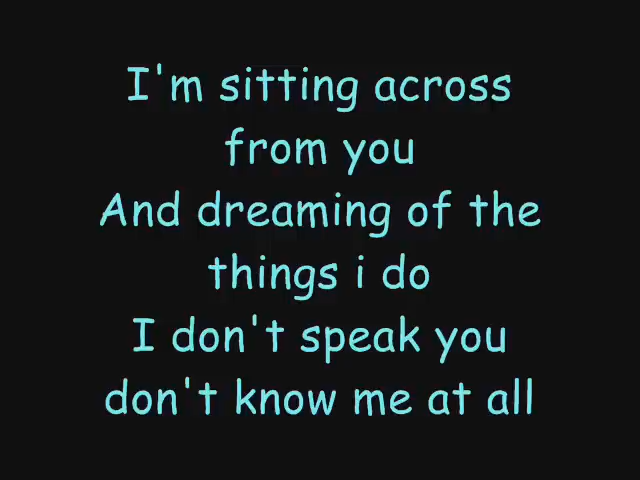 I'm sitting across
from you
And dreaming of the
things i do
I don't speak you
don't know me at all